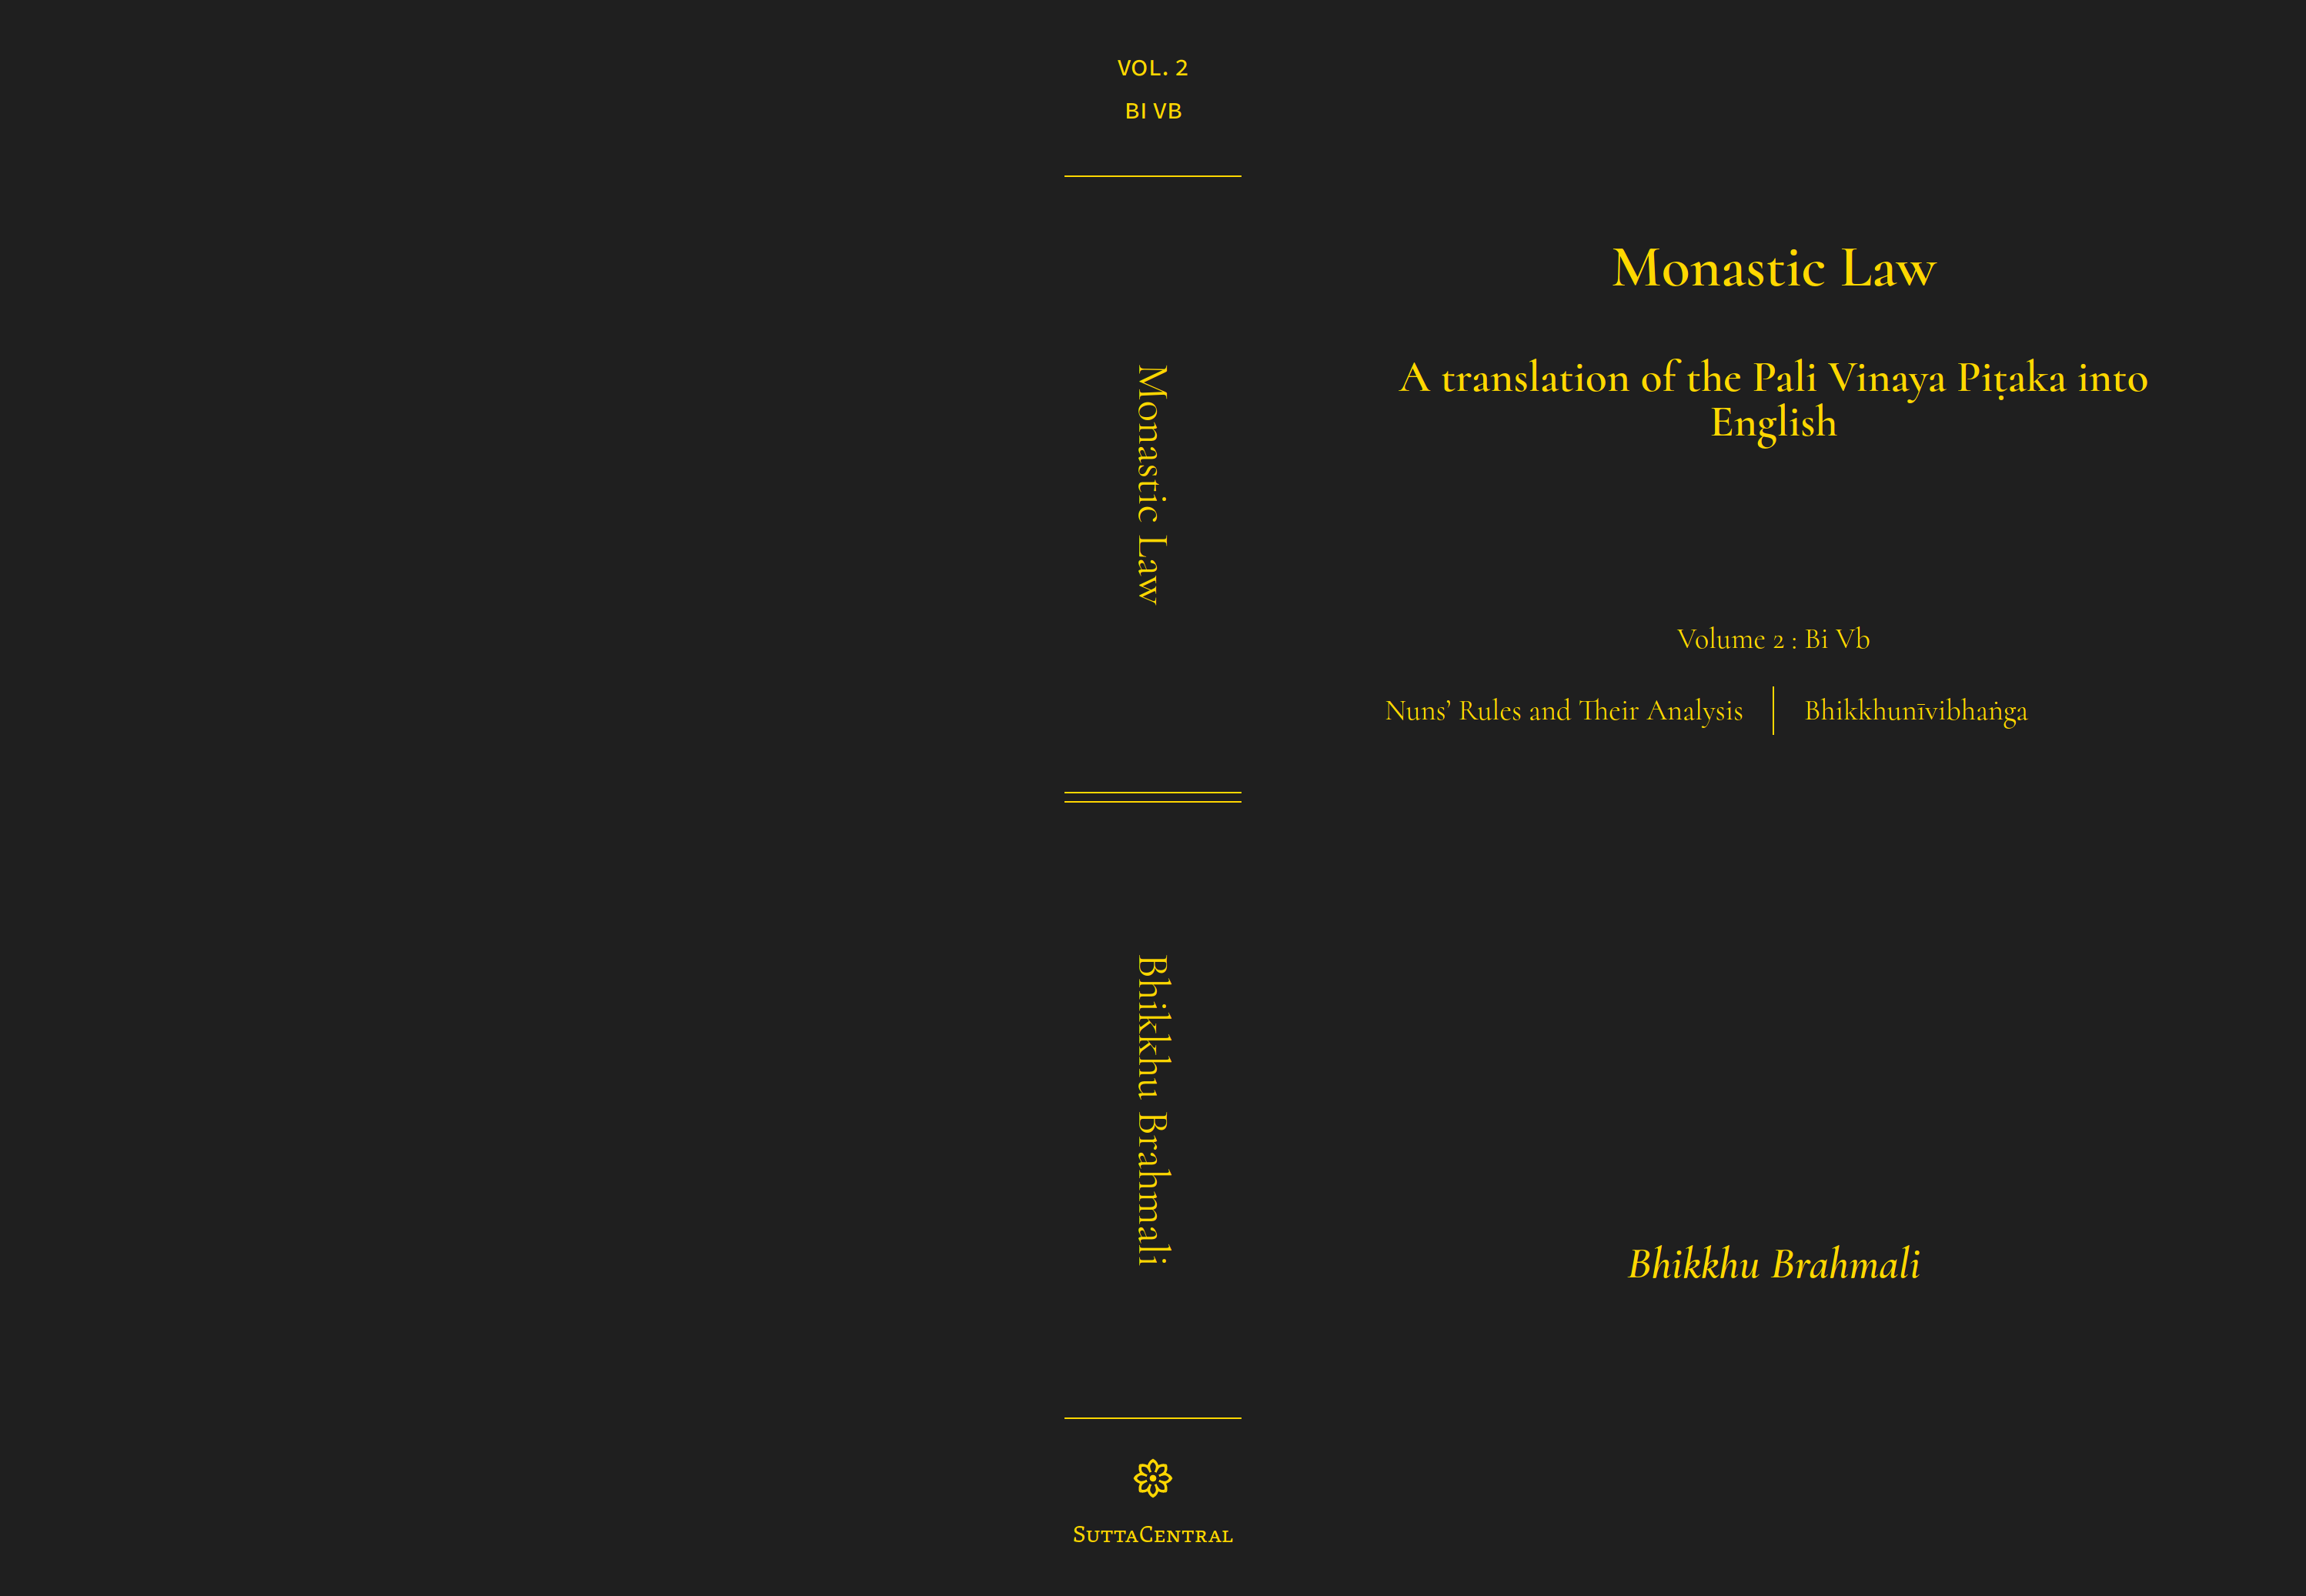 VOL. 2
BI VB
Monastic Law
Bhikkhu Brahmali
SuttaCentral
Monastic Law
A translation of the Pali Vinaya Piṭaka into
English
Volume 2 : Bi Vb
Nuns’ Rules and Their Analysis | Bhikkhunīvibhaṅga
Bhikkhu Brahmali